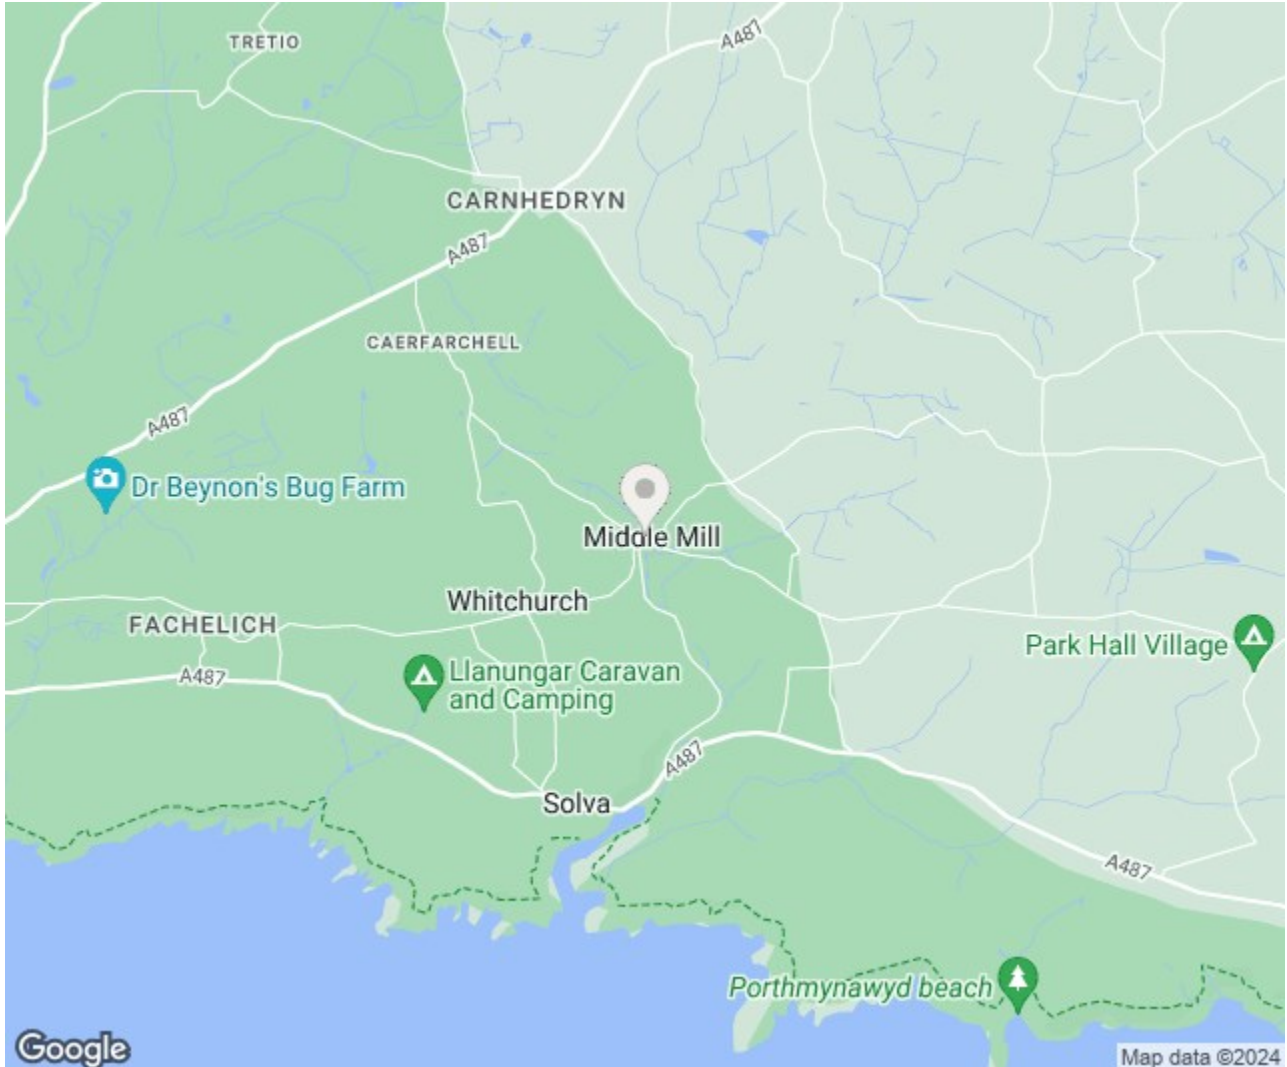 TRETIO
A487
CARNHEDRYN
A487
CAERFARCHELL
A487
Dr Beynon's Bug Farm
Middle Mill
Whitchurch
FACHELICH
Park Hall Village
A487
Llanungar Caravan
and Camping
A487
Solva
A487
Porthmynawyd beach
Google
Map data ©2024